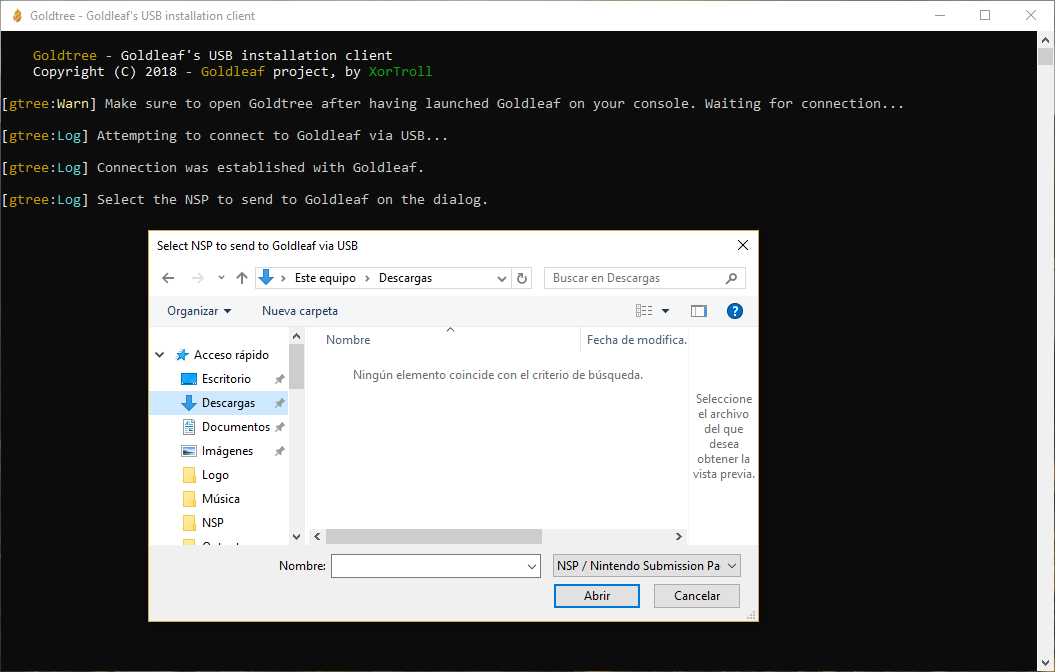 Goldtree - Goldleaf's USB installation client
Goldtree - Goldleaf's USB installation client
Copyright (C) 2018 - Goldleaf project, by XorTroll
[gtree:Warn] Make sure to open Goldtree after having launched Goldleaf on your console. Waiting for connection...
[gtree:Log] Attempting to connect to Goldleaf via USB...
[gtree:Log] Connection was established with Goldleaf.
[gtree:Log] Select the NSP to send to Goldleaf on the dialog.
Select NSP to send to Goldleaf via USB
Este equipo > Descargas
Buscar en Descargas
Organizar
Nueva carpeta
Nombre
Fecha de modifica.
Acceso rápido
Escritorio
Descargas
Documentos
Imágenes
Logo
Música
NSP
Ningún elemento coincide con el criterio de búsqueda.
Seleccione
el archivo
del que
desea
obtener la
vista previa.
Nombre:
NSP / Nintendo Submission Pa
Abrir
Cancelar